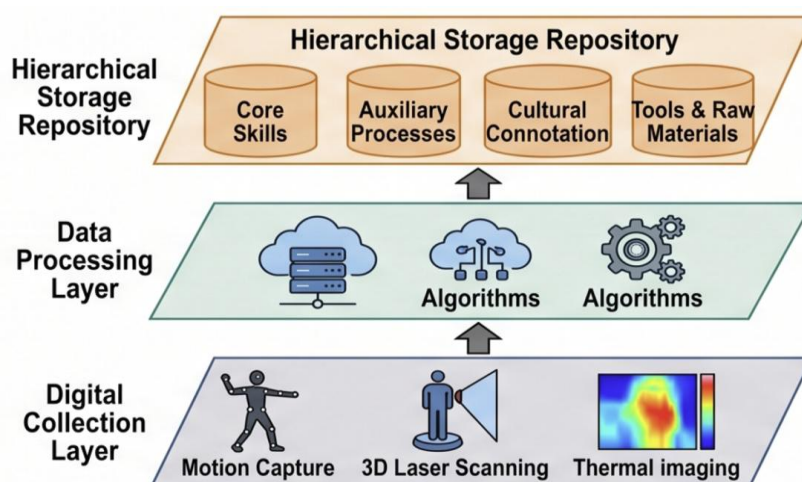 Hierarchical Storage Repository
Hierarchical
Storage
Repository
Core
Skills
Auxiliary
Processes
Cultural
Connotation
Tools & Raw
Materials
Data
Processing
Layer
Algorithms
Algorithms
Digital
Collection
Layer
Motion Capture
3D Laser Scanning
Thermal imaging